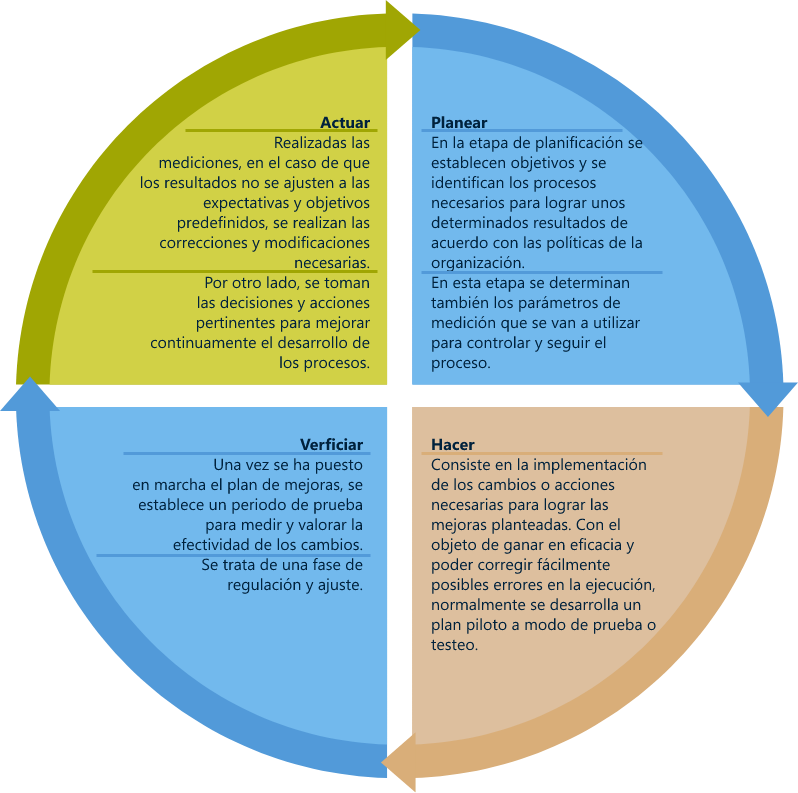 Actuar
Realizadas las
mediciones, en el caso de que
los resultados no se ajusten a las
expectativas y objetivos
predefinidos, se realizan las
correcciones y modificaciones
necesarias.
Por otro lado, se toman
las decisiones y acciones
pertinentes para mejorar
continuamente el desarrollo de
los procesos.
Planear
En la etapa de planificación se
establecen objetivos y se
identifican los procesos
necesarios para lograr unos
determinados resultados de
acuerdo con las políticas de la
organización.
En esta etapa se determinan
también los parámetros de
medición que se van a utilizar
para controlar y seguir el
proceso.
Verficiar
Una vez se ha puesto
en marcha el plan de mejoras, se
establece un periodo de prueba
para medir y valorar la
efectividad de los cambios.
Se trata de una fase de
regulación y ajuste.
Hacer
Consiste en la implementación
de los cambios o acciones
necesarias para lograr las
mejoras planteadas. Con el
objeto de ganar en eficacia y
poder corregir fácilmente
posibles errores en la ejecución,
normalmente se desarrolla un
plan piloto a modo de prueba o
testeo.